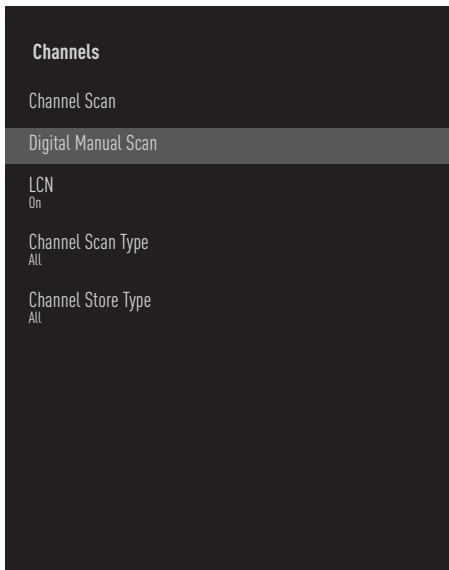 Channels
Channel Scan
Digital Manual Scan
LCN
On
Channel Scan Type
All
Channel Store Type
All